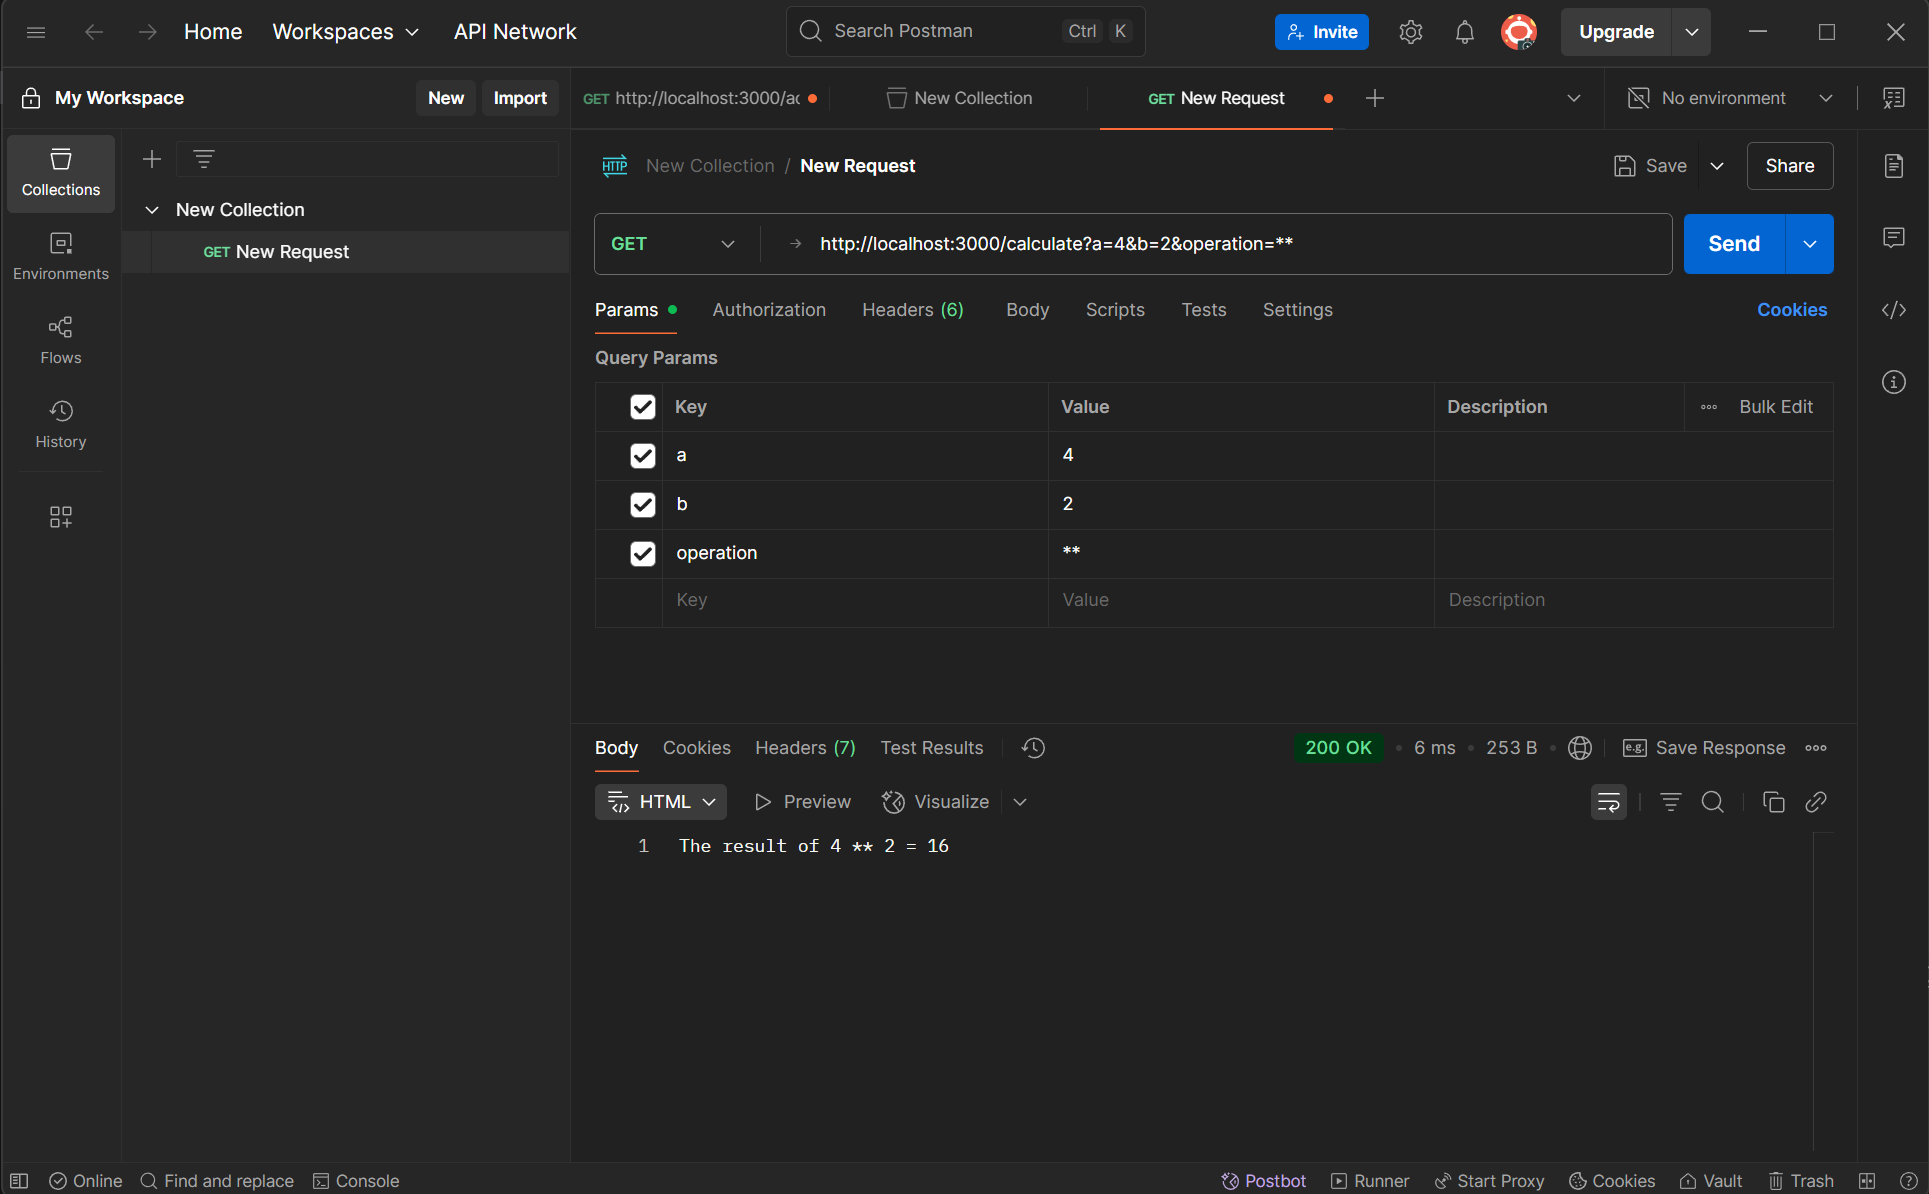 Home Workspaces API Network Search Postman Ctrl K Invite Upgrade
My Workspace New Import GET http://localhost:3000/ac New Collection GET New Request No environment
Collections
Environments
Flows
History
New Collection
GET New Request
HTTP New Collection / New Request Save Share
GET http://localhost:3000/calculate?a=4&b=2&operation=** Send
Params Authorization Headers (6) Body Scripts Tests Settings Cookies
Query Params
Key Value Description Bulk Edit
a 4
b 2
operation **
Key Value Description
Body Cookies Headers (7) Test Results 200 OK 6 ms 253 B e.g. Save Response
HTML Preview Visualize
1 The result of 4 ** 2 = 16
Online Find and replace Console Postbot Runner Start Proxy Cookies Vault Trash